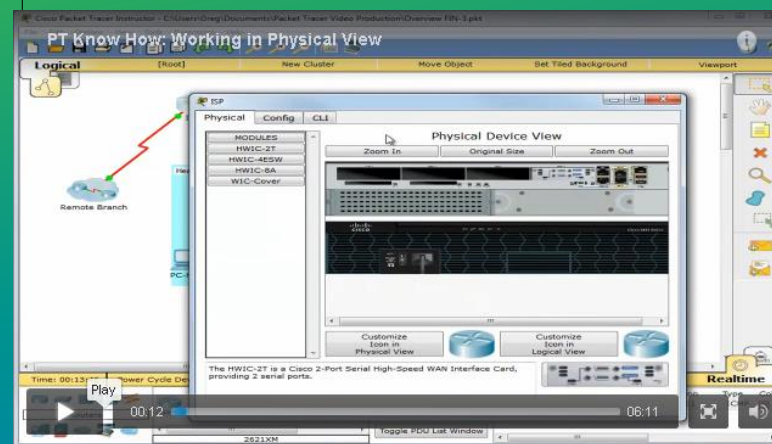 Cisco Packet Tracer Instructor - C:\Users\Greg\Documents\Packet Tracer Video Production\Overview FIN-1.pkt
PT Know How: Working in Physical View
Logical [Root] New Cluster Move Object Set Tiled Background Viewport
ISP
Physical Config CLI
MODULES
HWIC-2T
HWIC-4ESW
HWIC-8A
WIC-Cover
Physical Device View
Zoom In Original Size Zoom Out
Remote Branch
Customize
Icon in
Physical View
Customize
Icon in
Logical View
The HWIC-2T is a Cisco 2-Port Serial High-Speed WAN Interface Card,
providing 2 serial ports.
Power Cycle
Realtime
Play
00:12 06:11
Toggle PDU List Window
2621XM